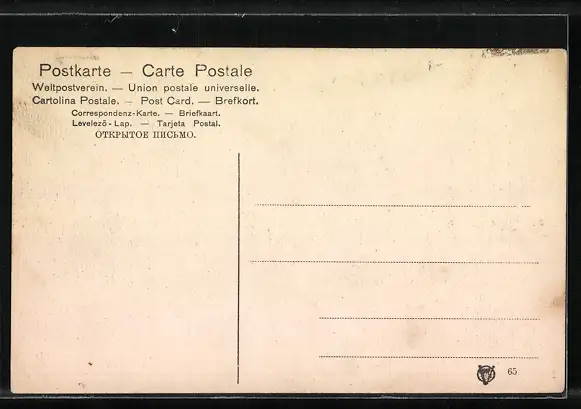 Postkarte — Carte Postale
Weltpostverein. — Union postale universelle.
Cartolina Postale. — Post Card. — Brefkort.
Correspondenz-Karte. — Briefkaart.
Levelező-Lap. — Tarjeta Postal.
ОТКРЫТОЕ ПИСЬМО.
65